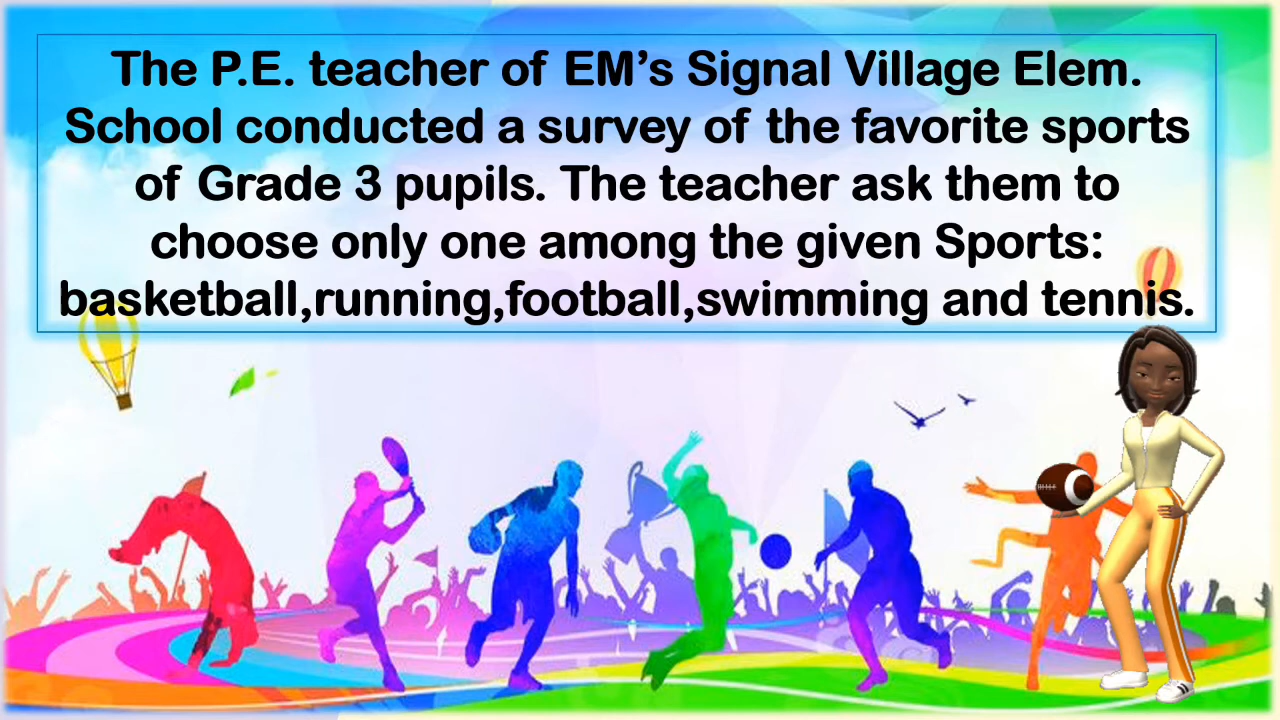 The P.E. teacher of EM’s Signal Village Elem.
School conducted a survey of the favorite sports
of Grade 3 pupils. The teacher ask them to
choose only one among the given Sports:
basketball,running,football,swimming and tennis.